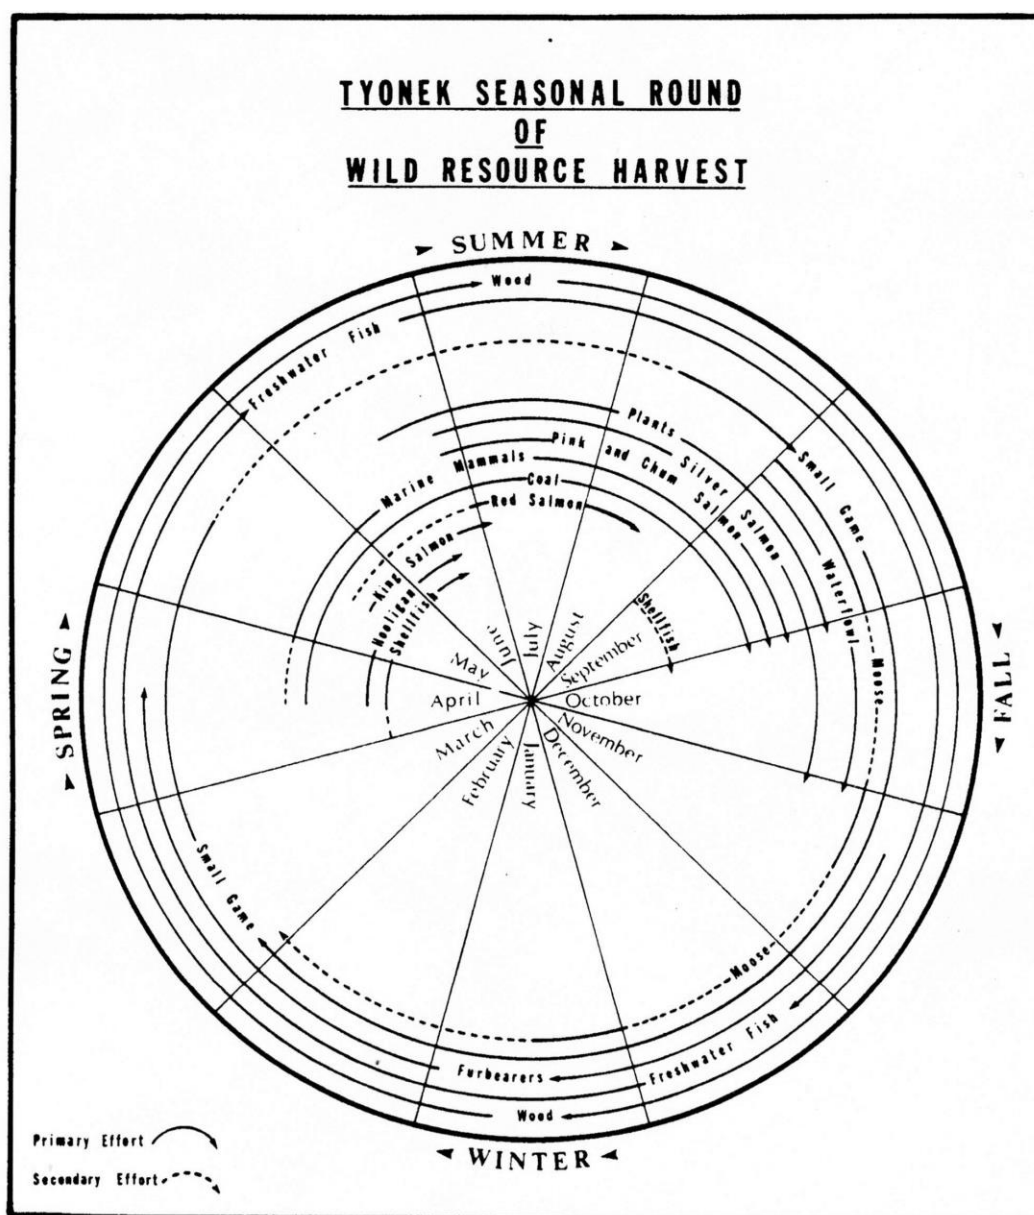 TYONEK SEASONAL ROUND
OF
WILD RESOURCE HARVEST
SUMMER
Wood
Freshwater Fish
Plants
Small Game
Silver Salmon
Pink and Chum Salmon
Marine Mammals
Coal
Red Salmon
King Salmon
Hooligan
Shellfish
Shellfish
Waterfowl
Moose
SPRING
FALL
July
August
September
October
November
December
January
February
March
April
May
June
Small Game
Moose
Freshwater Fish
Furbearers
Wood
WINTER
Primary Effort
Secondary Effort